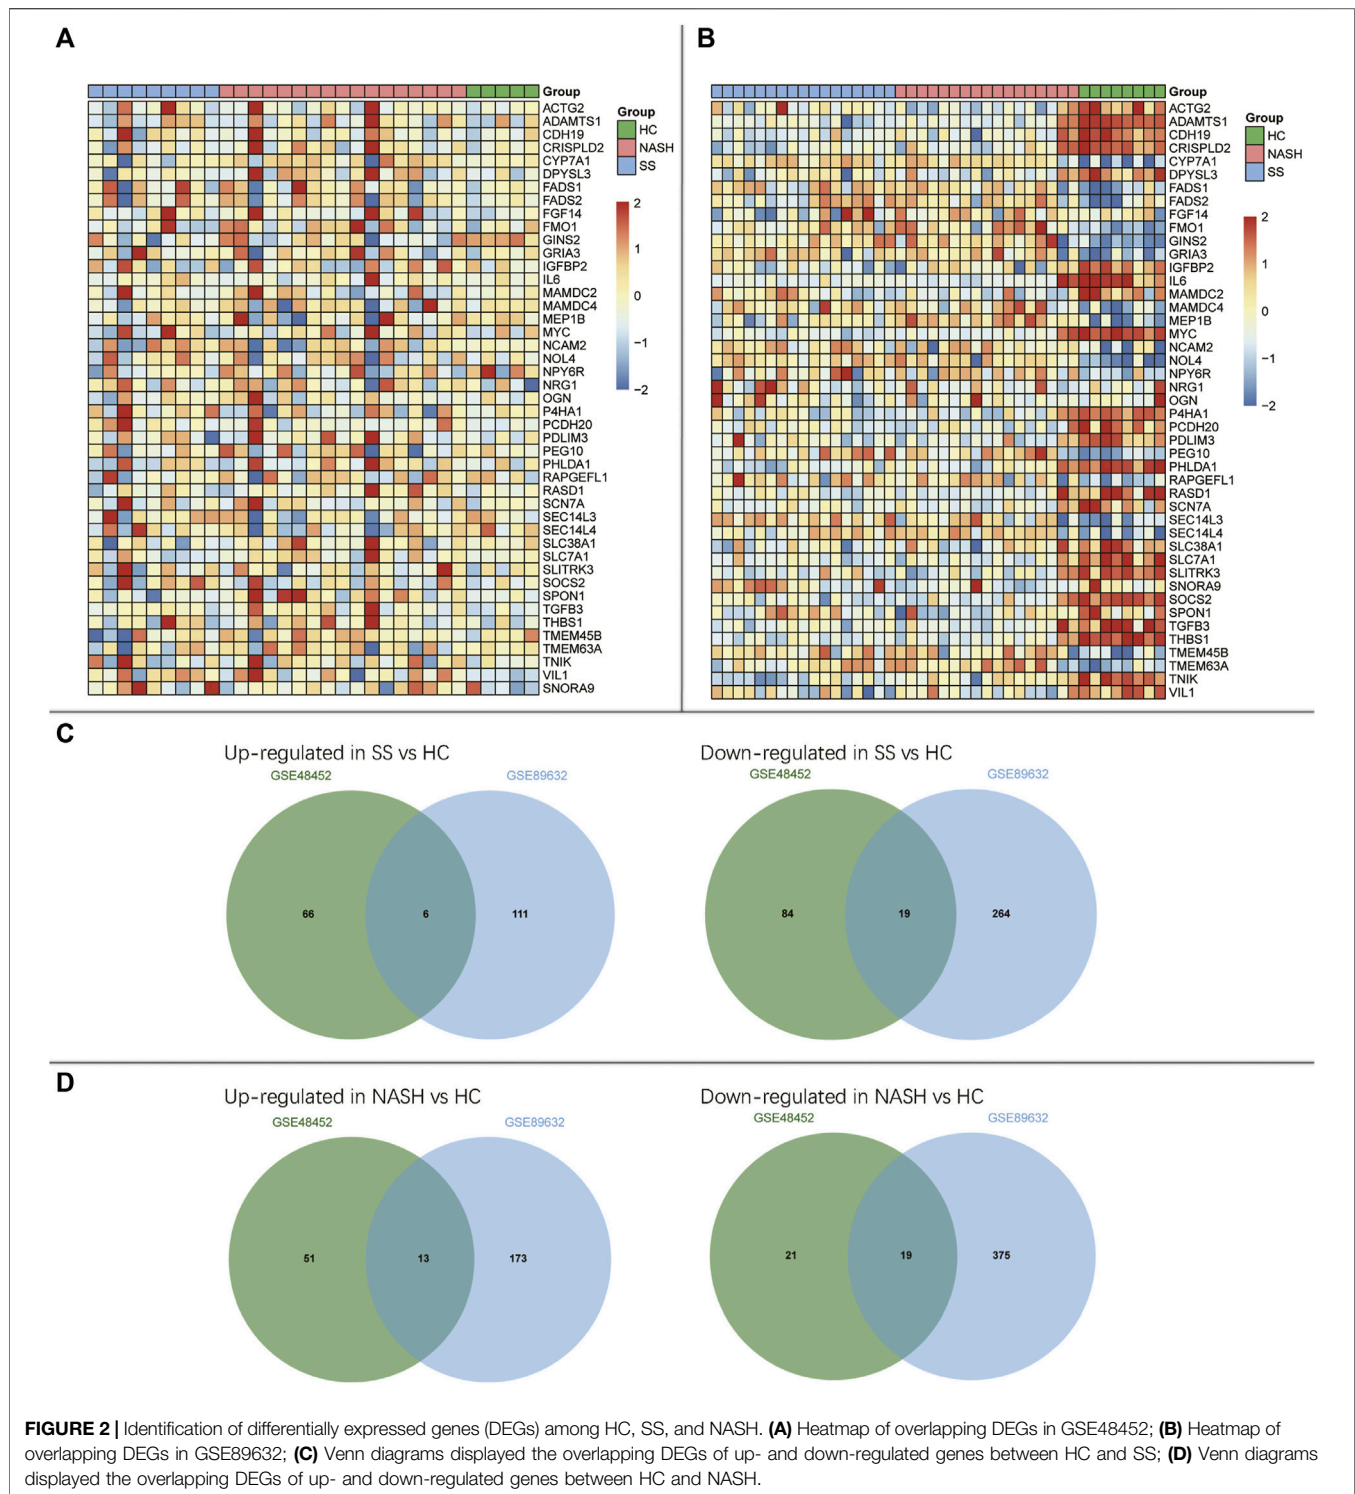 A
Group
ACTG2
ADAMTS1
CDH19
CRISPLD2
CYP7A1
DPYSL3
FADS1
FADS2
FGF14
FMO1
GINS2
GRIA3
IGFBP2
IL6
MAMDC2
MAMDC4
MEP1B
MYC
NCAM2
NOL4
NPY6R
NRG1
OGN
P4HA1
PCDH20
PDLIM3
PEG10
PHLDA1
RAPGEFL1
RASD1
SCN7A
SEC14L3
SEC14L4
SLC38A1
SLC7A1
SLITRK3
SOCS2
SPON1
TGFB3
THBS1
TMEM45B
TMEM63A
TNIK
VIL1
SNORA9
Group
HC
NASH
SS
2
1
0
−1
−2
B
Group
ACTG2
ADAMTS1
CDH19
CRISPLD2
CYP7A1
DPYSL3
FADS1
FADS2
FGF14
FMO1
GINS2
GRIA3
IGFBP2
IL6
MAMDC2
MAMDC4
MEP1B
MYC
NCAM2
NOL4
NPY6R
NRG1
OGN
P4HA1
PCDH20
PDLIM3
PEG10
PHLDA1
RAPGEFL1
RASD1
SCN7A
SEC14L3
SEC14L4
SLC38A1
SLC7A1
SLITRK3
SNORA9
SOCS2
SPON1
TGFB3
THBS1
TMEM45B
TMEM63A
TNIK
VIL1
Group
HC
NASH
SS
2
1
0
−1
−2
C
Up-regulated in SS vs HC
GSE48452
GSE89632
66
6
111
Down-regulated in SS vs HC
GSE48452
GSE89632
84
19
264
D
Up-regulated in NASH vs HC
GSE48452
GSE89632
51
13
173
Down-regulated in NASH vs HC
GSE48452
GSE89632
21
19
375
FIGURE 2 | Identification of differentially expressed genes (DEGs) among HC, SS, and NASH. (A) Heatmap of overlapping DEGs in GSE48452; (B) Heatmap of
overlapping DEGs in GSE89632; (C) Venn diagrams displayed the overlapping DEGs of up- and down-regulated genes between HC and SS; (D) Venn diagrams
displayed the overlapping DEGs of up- and down-regulated genes between HC and NASH.